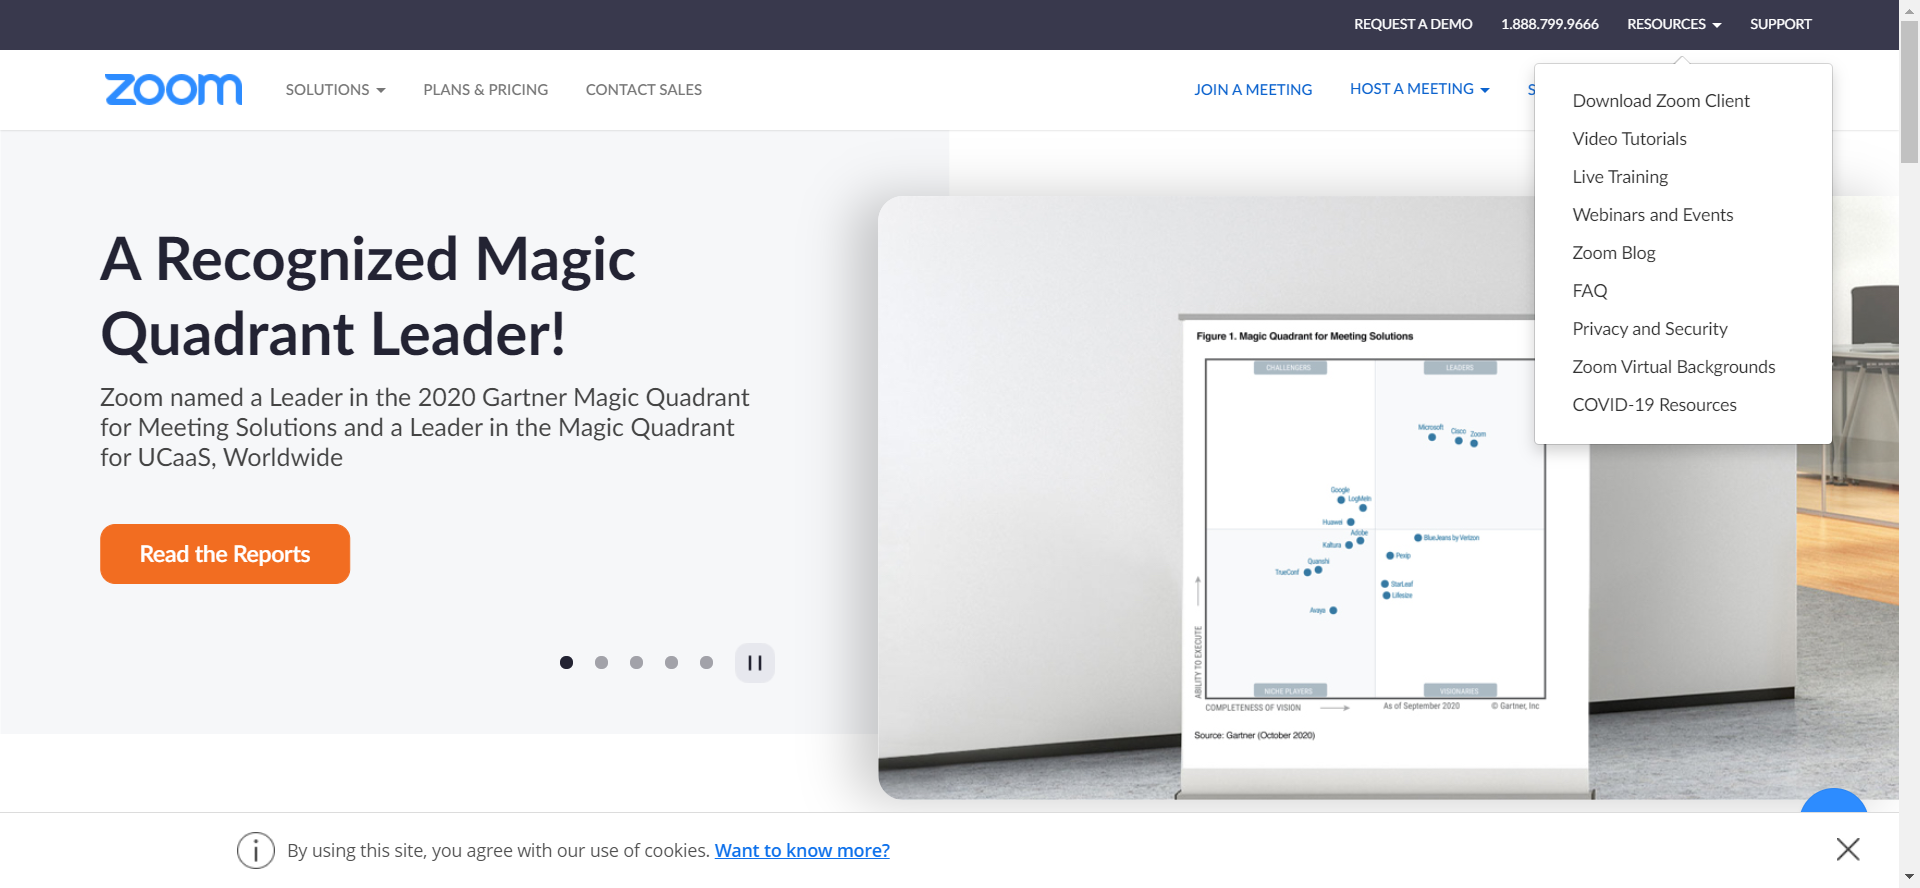 REQUEST A DEMO 1.888.799.9666 RESOURCES SUPPORT
zoom SOLUTIONS PLANS & PRICING CONTACT SALES JOIN A MEETING HOST A MEETING S
Download Zoom Client
Video Tutorials
Live Training
Webinars and Events
Zoom Blog
FAQ
Privacy and Security
Zoom Virtual Backgrounds
COVID-19 Resources
A Recognized Magic
Quadrant Leader!
Zoom named a Leader in the 2020 Gartner Magic Quadrant
for Meeting Solutions and a Leader in the Magic Quadrant
for UCaaS, Worldwide
Read the Reports
Figure 1. Magic Quadrant for Meeting Solutions
CHALLENGERS LEADERS
Microsoft Cisco Zoom
Google
LogMeIn
Huawei
Adobe
Kaltura
BlueJeans by Verizon
Pexip
Quanshi
TrueConf
StarLeaf
Lifesize
Avaya
ABILITY TO EXECUTE
NICHE PLAYERS VISIONARIES
COMPLETENESS OF VISION As of September 2020 © Gartner, Inc
Source: Gartner (October 2020)
By using this site, you agree with our use of cookies. Want to know more?